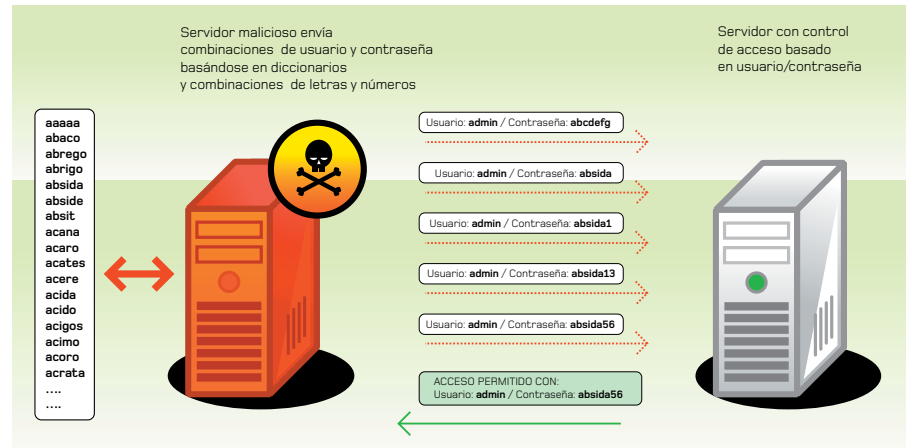 Servidor malicioso envía
combinaciones de usuario y contraseña
basándose en diccionarios
y combinaciones de letras y números
Servidor con control
de acceso basado
en usuario/contraseña
aaaaa
abaco
abrego
abrigo
absida
abside
absit
acana
acaro
acates
acere
acida
acido
acigos
acimo
acoro
acrata
....
....
Usuario: admin / Contraseña: abcdefg
Usuario: admin / Contraseña: absida
Usuario: admin / Contraseña: absida1
Usuario: admin / Contraseña: absida13
Usuario: admin / Contraseña: absida56
ACCESO PERMITIDO CON:
Usuario: admin / Contraseña: absida56